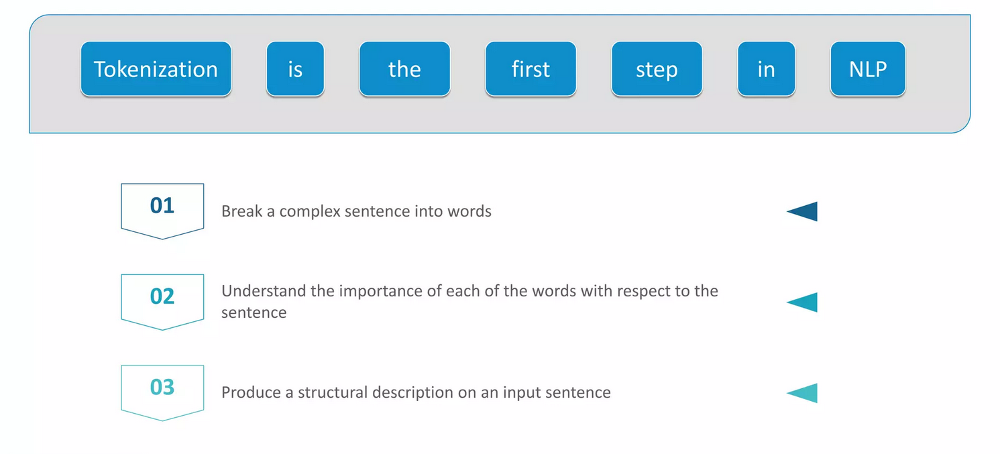 Tokenization is the first step in NLP
01
Break a complex sentence into words
02
Understand the importance of each of the words with respect to the
sentence
03
Produce a structural description on an input sentence